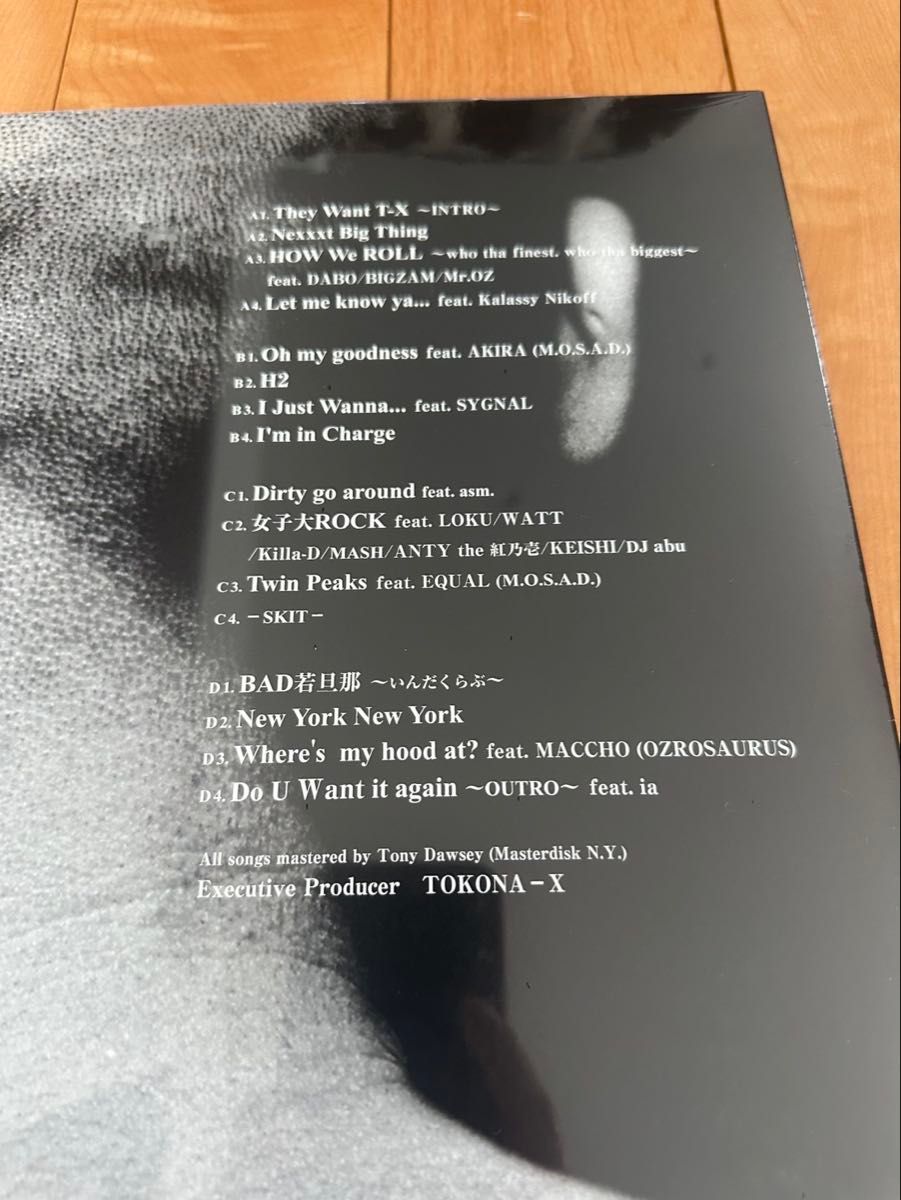 A1. They Want T-X ～INTRO～
A2. Nexxxt Big Thing
A3. HOW We ROLL ～who tha finest. who tha biggest～
feat. DABO/BIGZAM/Mr.OZ
A4. Let me know ya... feat. Kalassy Nikoff
B1. Oh my goodness feat. AKIRA (M.O.S.A.D.)
B2. H2
B3. I Just Wanna... feat. SYGNAL
B4. I'm in Charge
C1. Dirty go around feat. asm.
C2. 女子大ROCK feat. LOKU/WATT
/Killa-D/MASH/ANTY the 紅乃壱/KEISHI/DJ abu
C3. Twin Peaks feat. EQUAL (M.O.S.A.D.)
C4. －SKIT－
D1. BAD若旦那 ～いんだくらぶ～
D2. New York New York
D3. Where's my hood at? feat. MACCHO (OZROSAURUS)
D4. Do U Want it again ～OUTRO～ feat. ia
All songs mastered by Tony Dawsey (Masterdisk N.Y.)
Executive Producer TOKONA－X